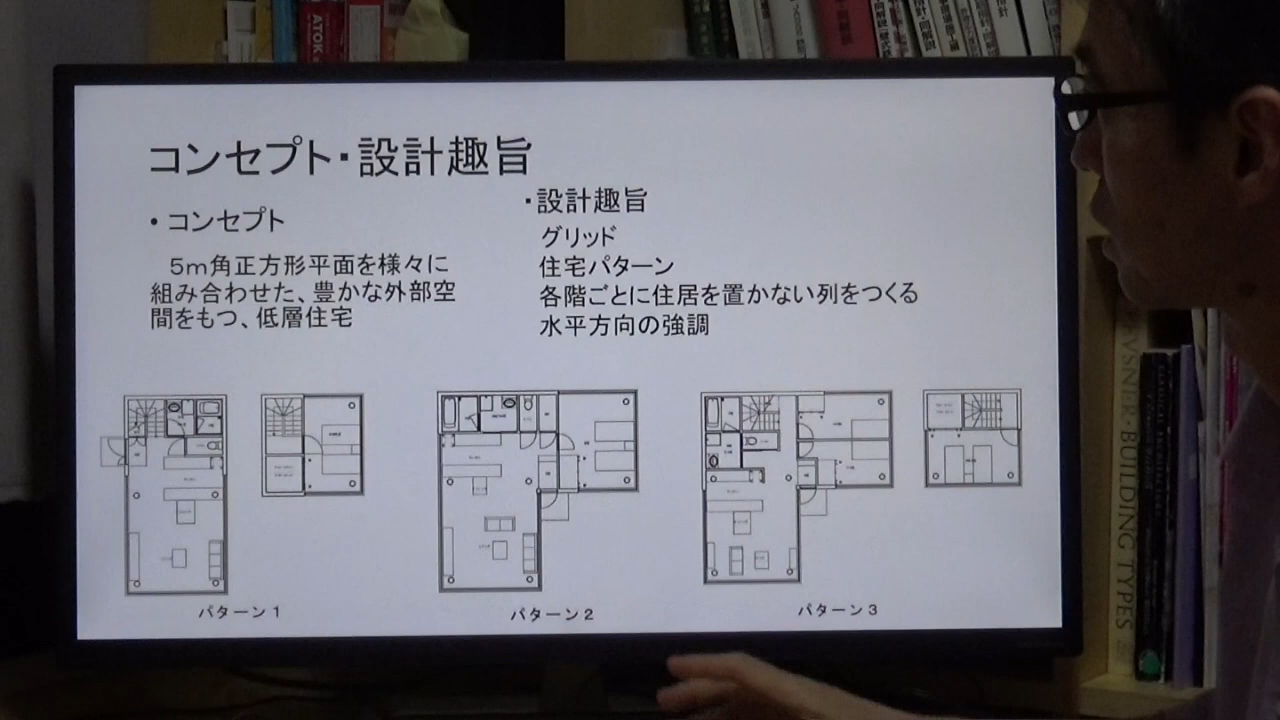 ATOK
コンセプト・設計趣旨
• コンセプト
5m角正方形平面を様々に
組み合わせた、豊かな外部空
間をもつ、低層住宅
・設計趣旨
グリッド
住宅パターン
各階ごとに住居を置かない列をつくる
水平方向の強調
パターン1
パターン2
パターン3
BUILDING TYPES